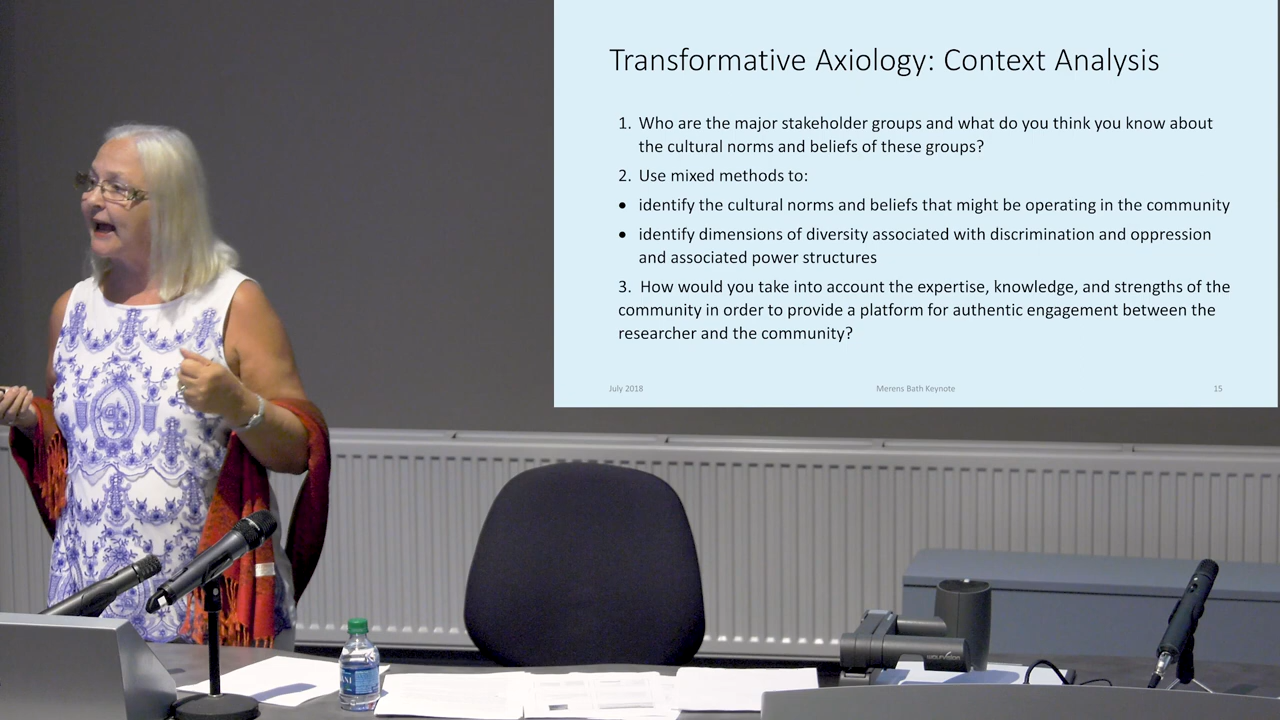 Transformative Axiology: Context Analysis
1. Who are the major stakeholder groups and what do you think you know about
the cultural norms and beliefs of these groups?
2. Use mixed methods to:
• identify the cultural norms and beliefs that might be operating in the community
• identify dimensions of diversity associated with discrimination and oppression
and associated power structures
3. How would you take into account the expertise, knowledge, and strengths of the
community in order to provide a platform for authentic engagement between the
researcher and the community?
July 2018 Merens Bath Keynote 15
wolfvision